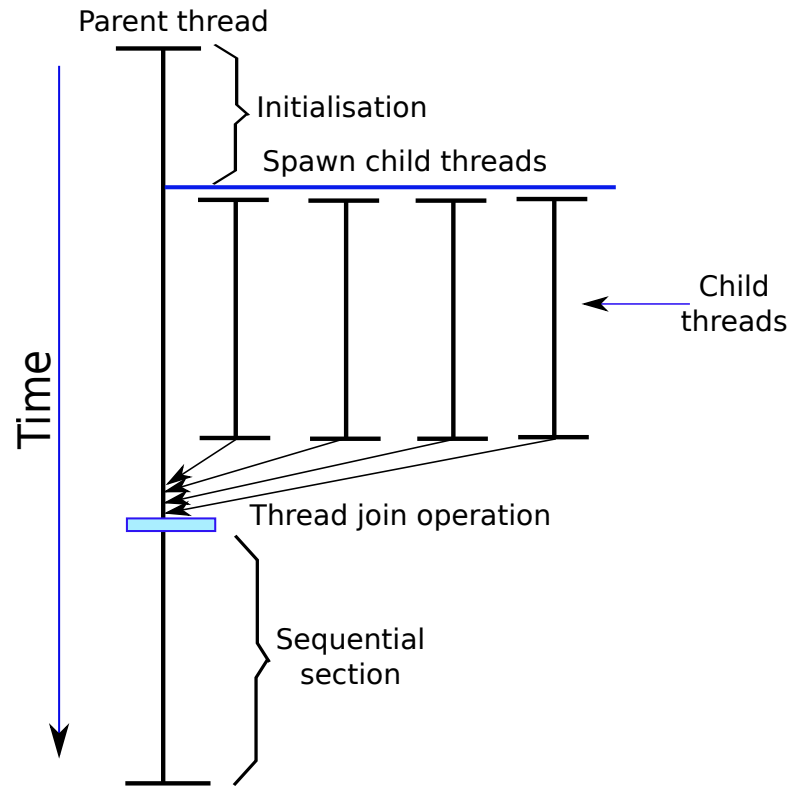 Parent thread
Initialisation
Spawn child threads
Child
threads
Time
Thread join operation
Sequential
section